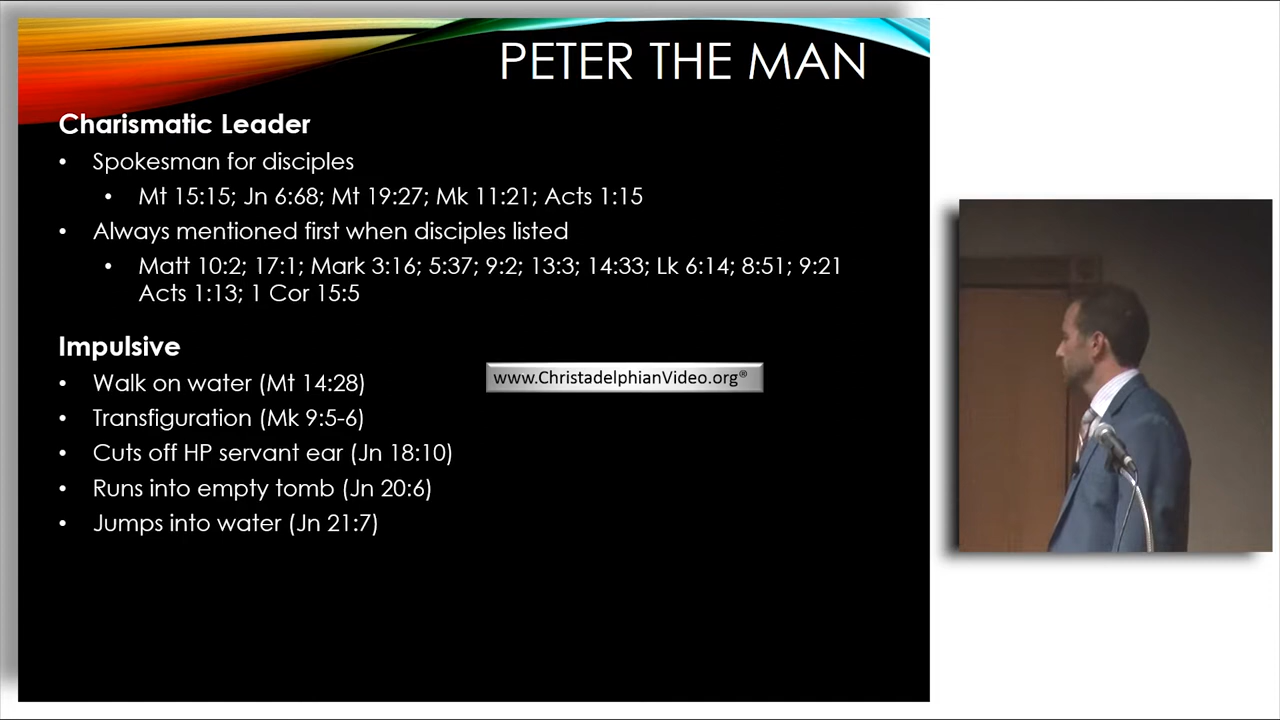 PETER THE MAN
Charismatic Leader
• Spokesman for disciples
• Mt 15:15; Jn 6:68; Mt 19:27; Mk 11:21; Acts 1:15
• Always mentioned first when disciples listed
• Matt 10:2; 17:1; Mark 3:16; 5:37; 9:2; 13:3; 14:33; Lk 6:14; 8:51; 9:21
Acts 1:13; 1 Cor 15:5
Impulsive
• Walk on water (Mt 14:28)
www.ChristadelphianVideo.org®
• Transfiguration (Mk 9:5-6)
• Cuts off HP servant ear (Jn 18:10)
• Runs into empty tomb (Jn 20:6)
• Jumps into water (Jn 21:7)